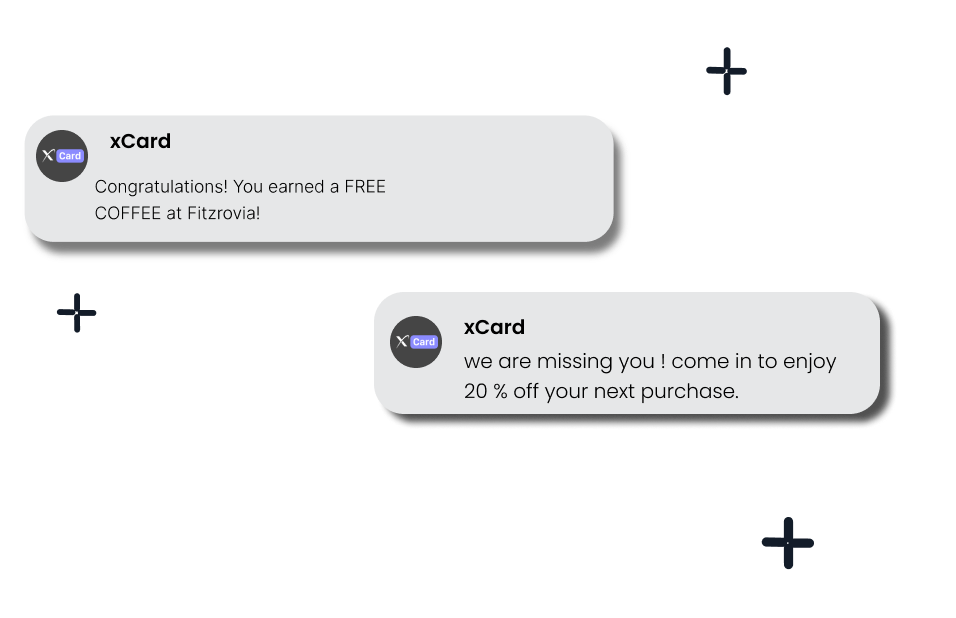 xCard
X Card
Congratulations! You earned a FREE
COFFEE at Fitzrovia!
xCard
X Card
we are missing you ! come in to enjoy
20 % off your next purchase.